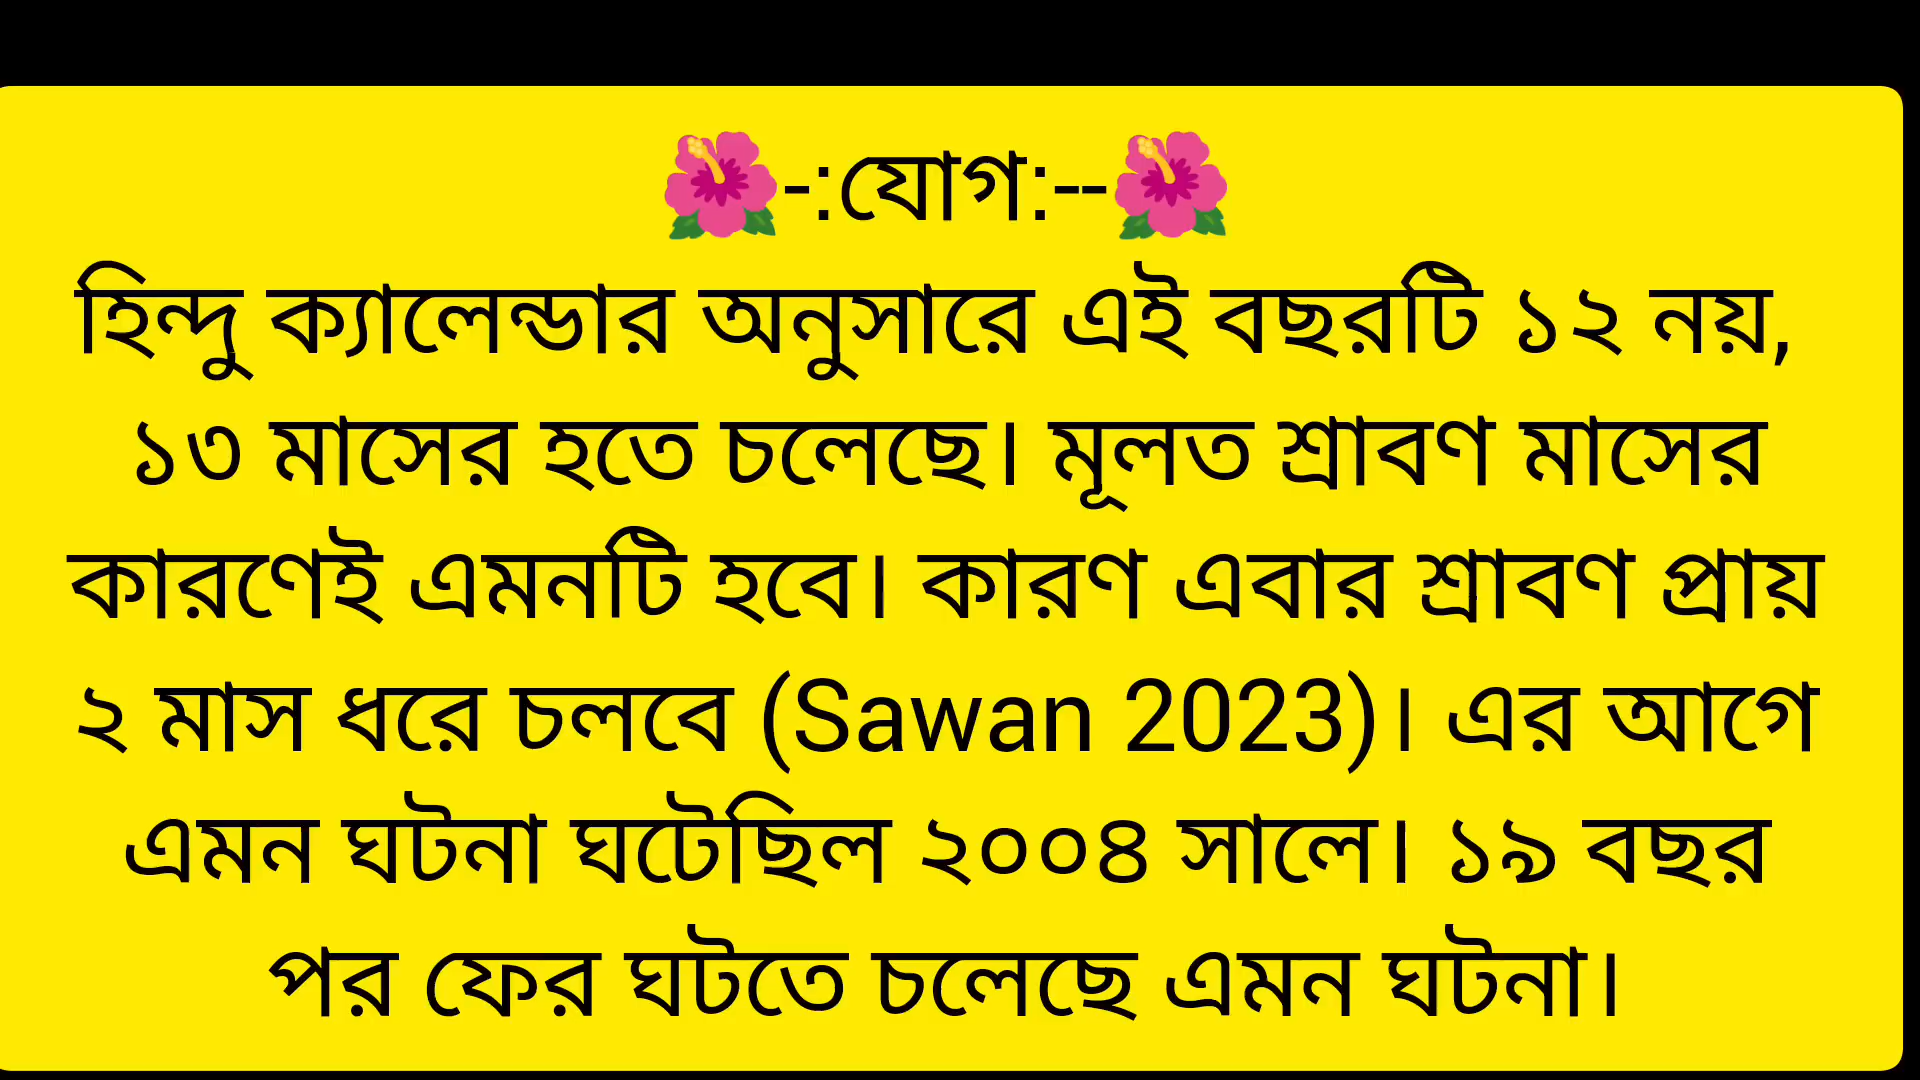 🌺-:যোগ:--🌺
হিন্দু ক্যালেন্ডার অনুসারে এই বছরটি ১২ নয়,
১৩ মাসের হতে চলেছে। মূলত শ্রাবণ মাসের
কারণেই এমনটি হবে। কারণ এবার শ্রাবণ প্রায়
২ মাস ধরে চলবে (Sawan 2023)। এর আগে
এমন ঘটনা ঘটেছিল ২০০৪ সালে। ১৯ বছর
পর ফের ঘটতে চলেছে এমন ঘটনা।